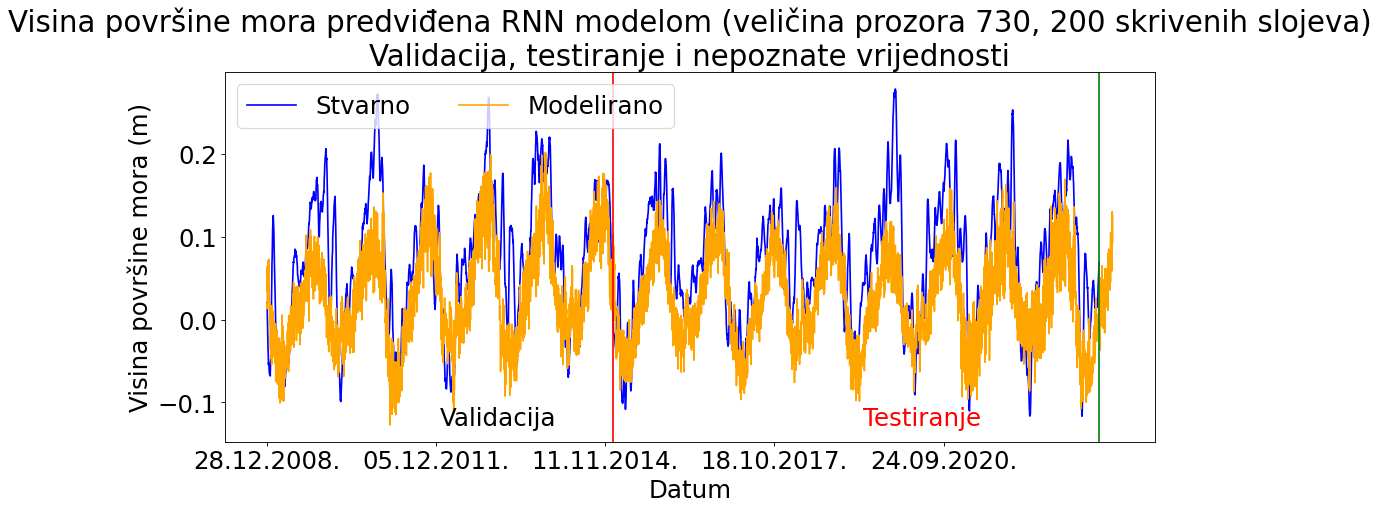 Visina površine mora predviđena RNN modelom (veličina prozora 730, 200 skrivenih slojeva)
Validacija, testiranje i nepoznate vrijednosti
Stvarno Modelirano
Visina površine mora (m)
0.2
0.1
0.0
−0.1
Validacija Testiranje
28.12.2008. 05.12.2011. 11.11.2014. 18.10.2017. 24.09.2020.
Datum